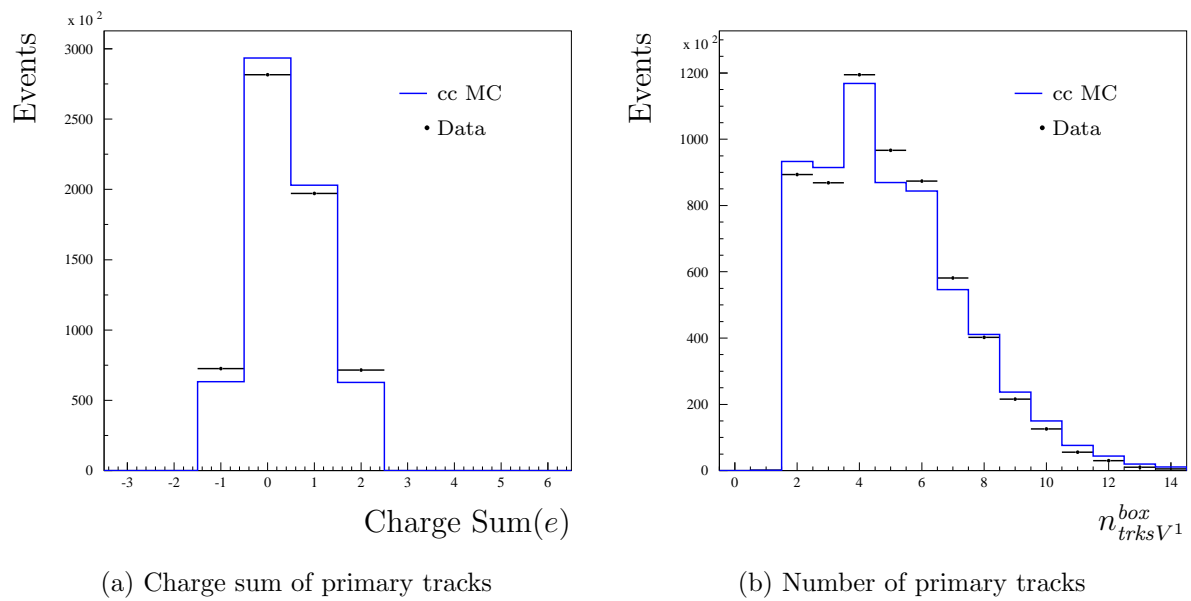 x 10 2
Events
3000
2500
2000
1500
1000
500
0
-3 -2 -1 0 1 2 3 4 5 6
cc MC
Data
Charge Sum(e)
(a) Charge sum of primary tracks
x 10 2
Events
1200
1000
800
600
400
200
0
0 2 4 6 8 10 12 14
cc MC
Data
n^{box}_{trksV^1}
(b) Number of primary tracks